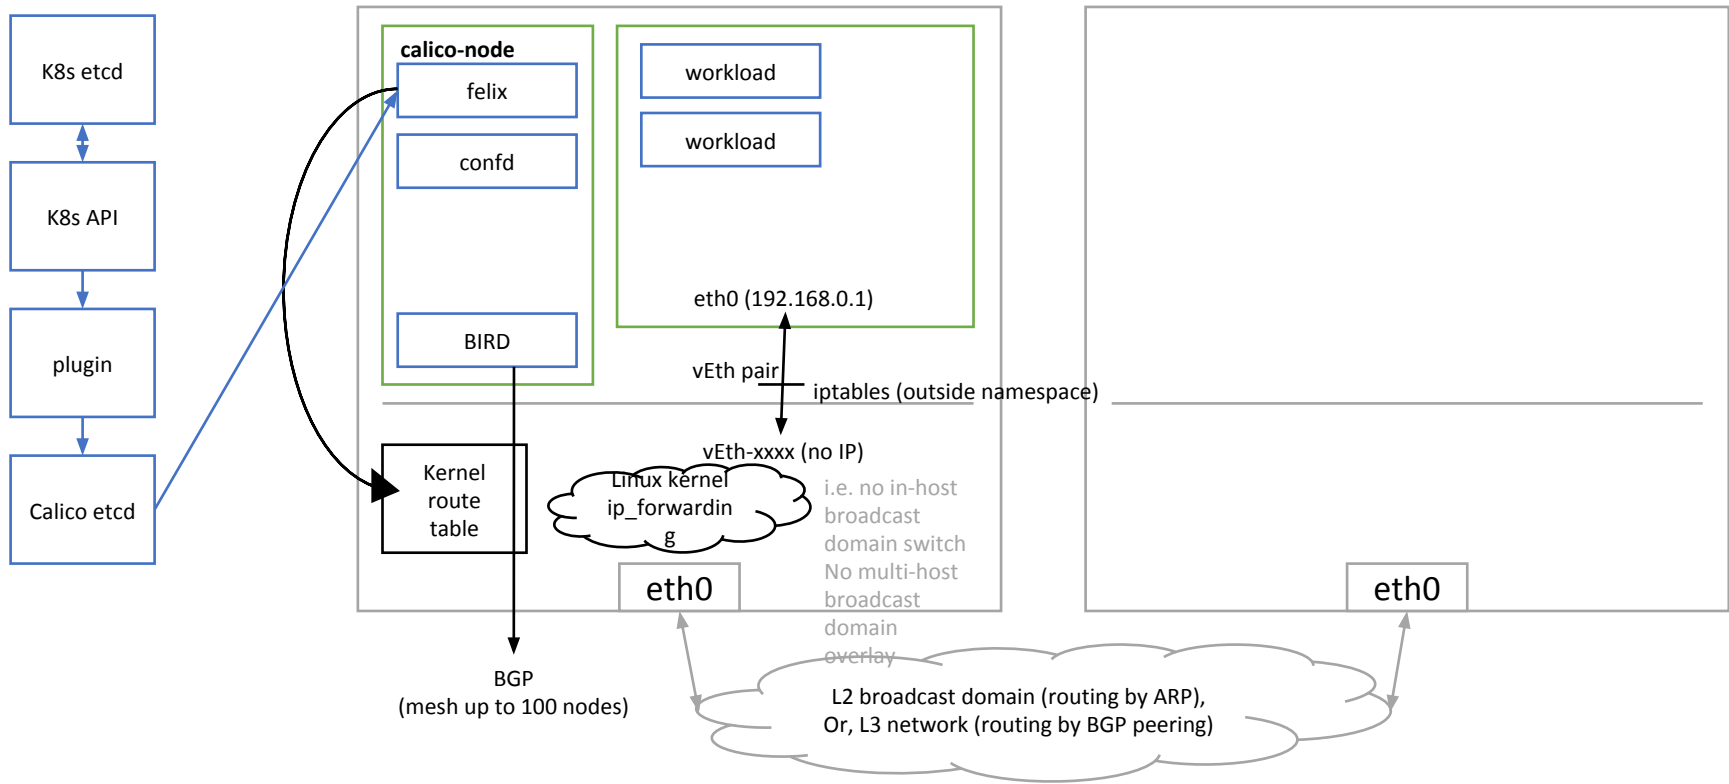 K8s etcd
K8s API
plugin
Calico etcd
calico-node
felix
confd
BIRD
workload
workload
eth0 (192.168.0.1)
vEth pair
iptables (outside namespace)
vEth-xxxx (no IP)
Kernel
route
table
Linux kernel
ip_forwardin
g
i.e. no in-host
broadcast
domain switch
No multi-host
broadcast
domain
overlay
eth0
eth0
BGP
(mesh up to 100 nodes)
L2 broadcast domain (routing by ARP),
Or, L3 network (routing by BGP peering)